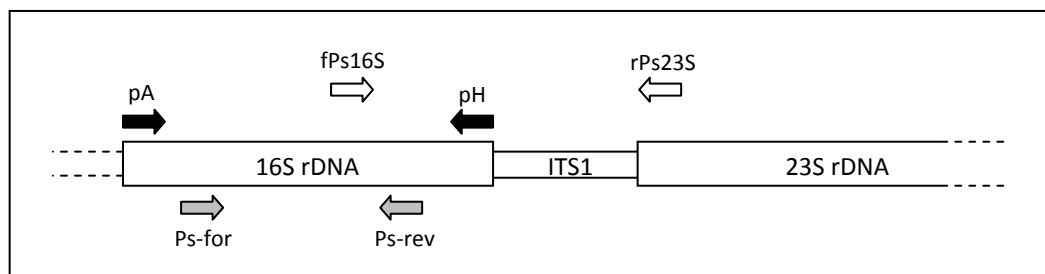 fPs16S rPs23S
pA pH
16S rDNA ITS1 23S rDNA
Ps-for Ps-rev